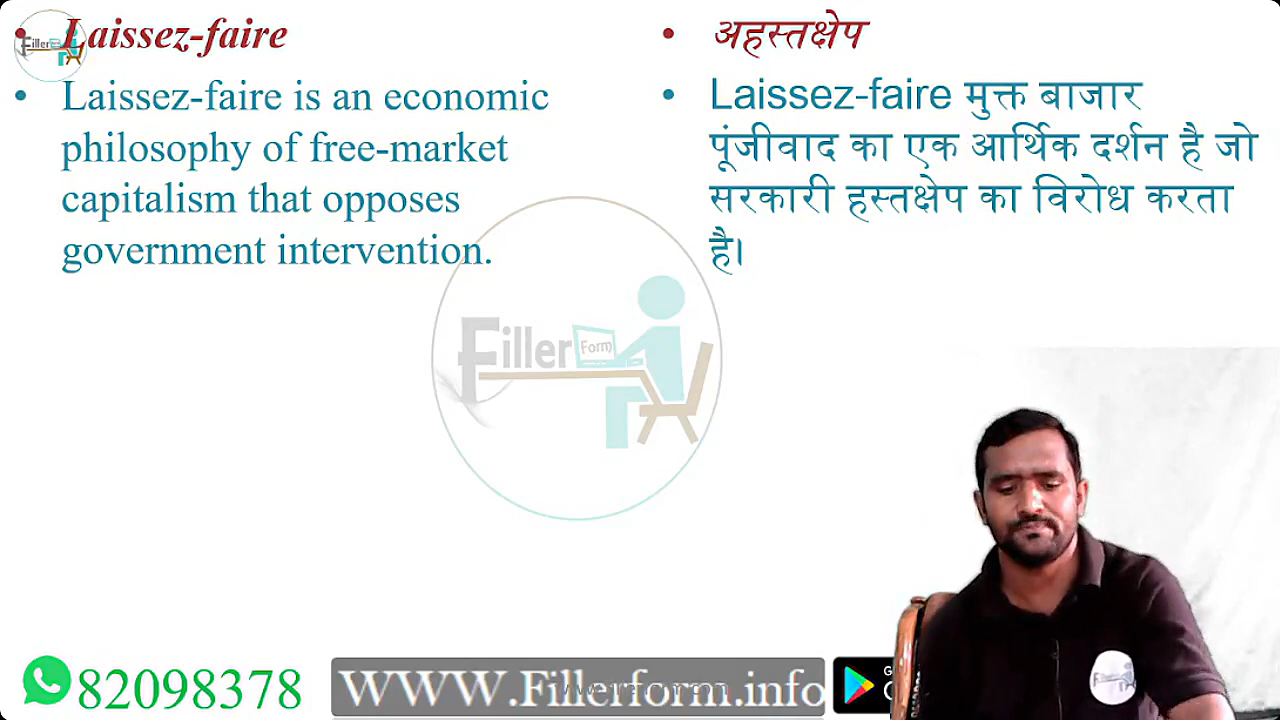 • Laissez-faire
• Laissez-faire is an economic
philosophy of free-market
capitalism that opposes
government intervention.
• अहस्तक्षेप
• Laissez-faire मुक्त बाजार
पूंजीवाद का एक आर्थिक दर्शन है जो
सरकारी हस्तक्षेप का विरोध करता
है।
Filler
Filler Form
82098378
WWW.Fillerform.info